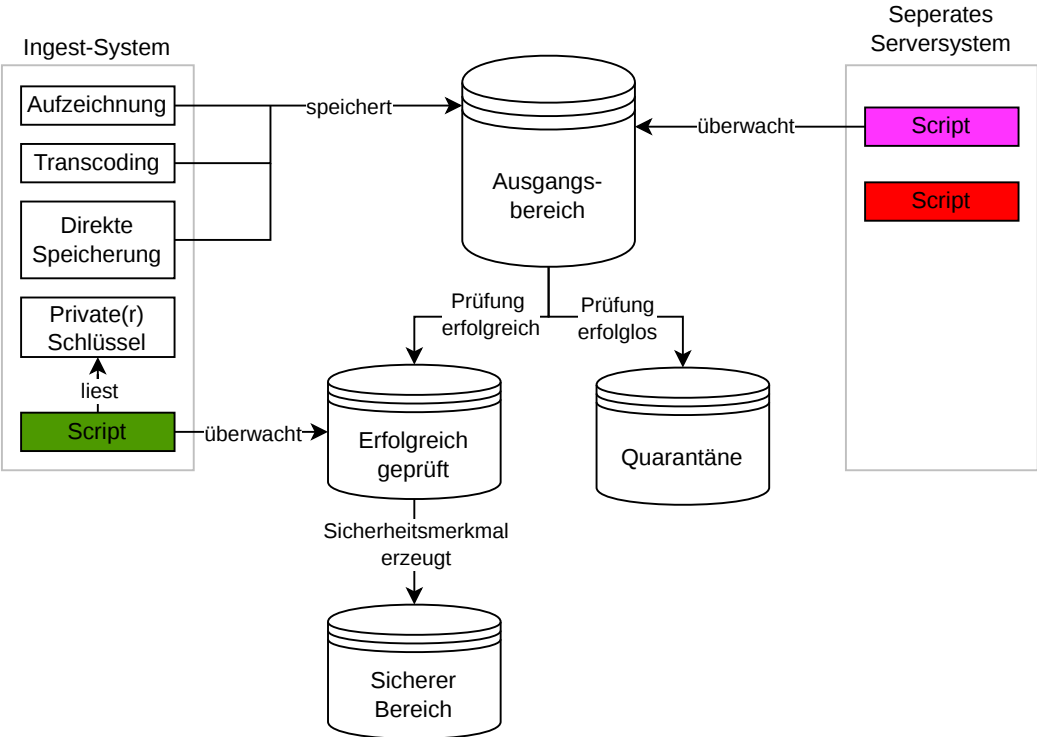 Ingest-System
Aufzeichnung
Transcoding
Direkte
Speicherung
Private(r)
Schlüssel
liest
Script
speichert
überwacht
Ausgangs-
bereich
Prüfung
erfolgreich
Prüfung
erfolglos
Erfolgreich
geprüft
Quarantäne
Sicherheitsmerkmal
erzeugt
Sicherer
Bereich
Seperates
Serversystem
überwacht
Script
Script